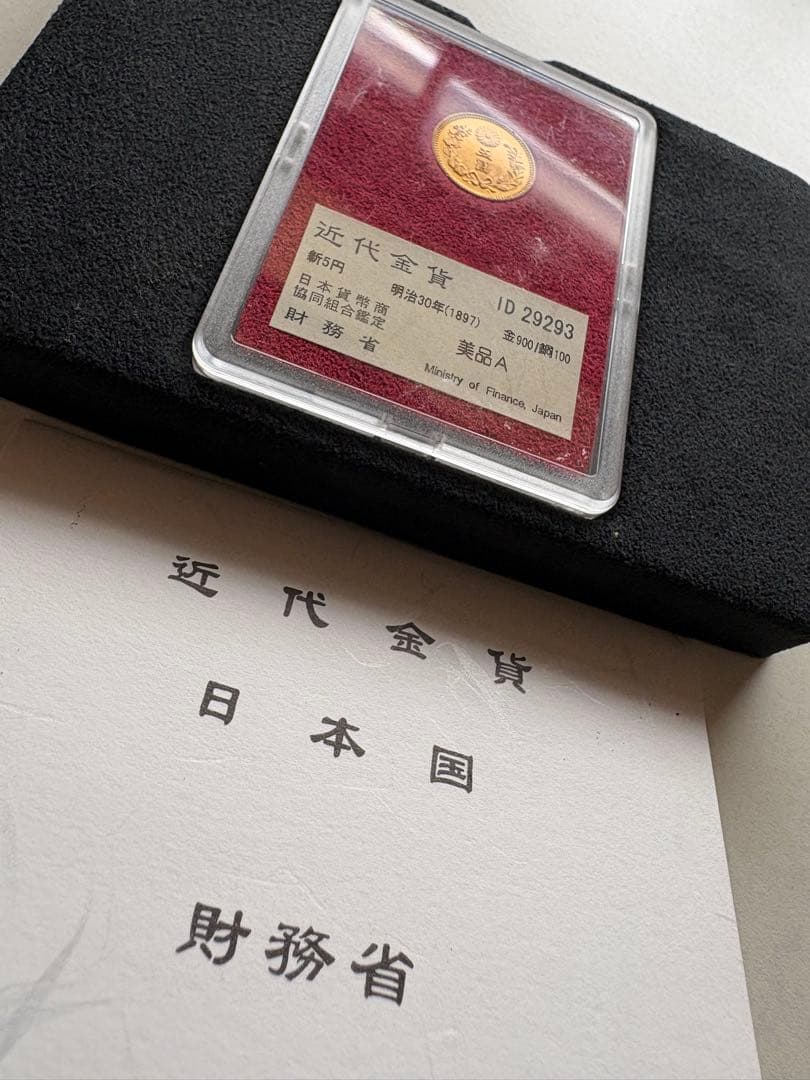 五圓
近代金貨
新5円 明治30年(1897) ID 29293
日本貨幣商
協同組合鑑定 金900/銅100
財務省 美品A
Ministry of Finance, Japan
近代金貨
日本国
財務省